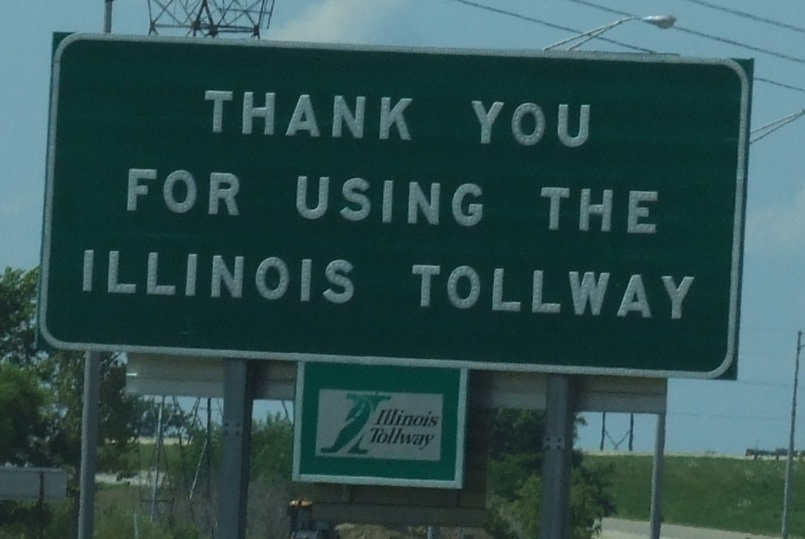 THANK YOU
FOR USING THE
ILLINOIS TOLLWAY
Illinois
Tollway